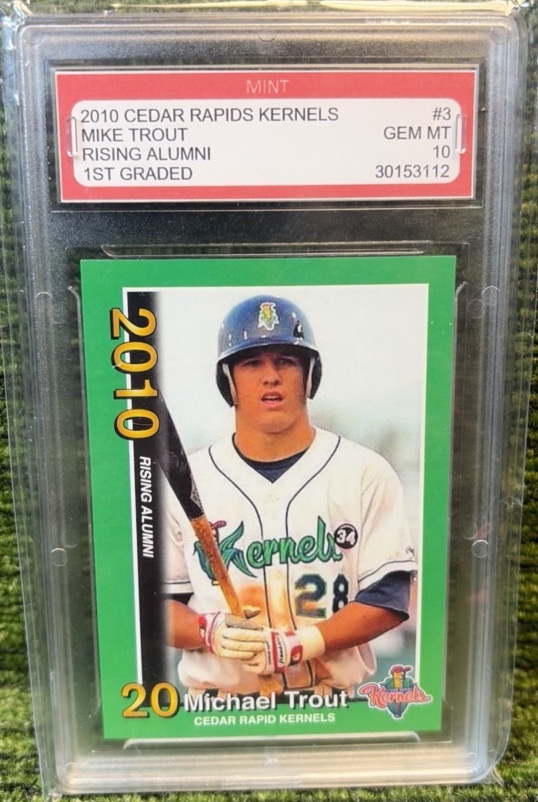 MINT
2010 CEDAR RAPIDS KERNELS #3
MIKE TROUT GEM MT
RISING ALUMNI 10
1ST GRADED 30153112
2010
RISING ALUMNI
Kernels
34
28
20 Michael Trout
CEDAR RAPID KERNELS
Kernels